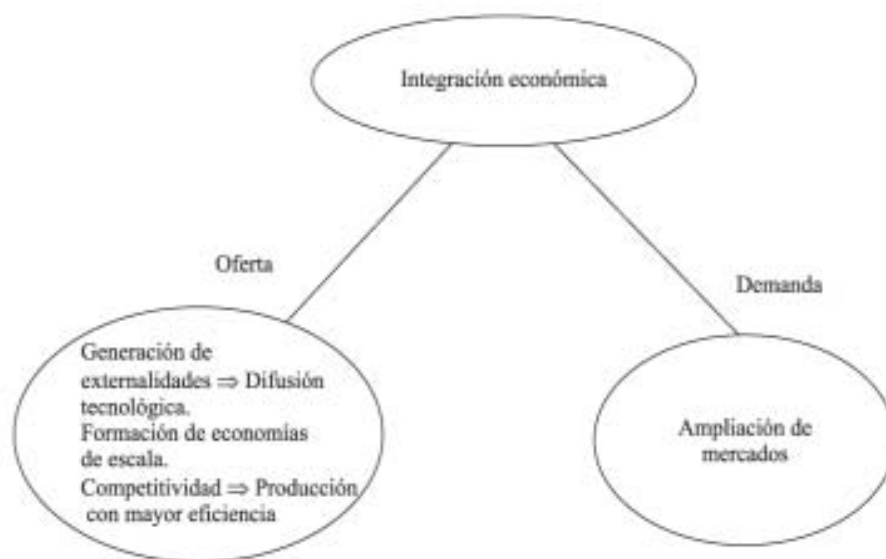 Integración económica
Oferta
Demanda
Generación de
externalidades ⇒ Difusión
tecnológica.
Formación de economías
de escala.
Competitividad ⇒ Producción
con mayor eficiencia
Ampliación de
mercados